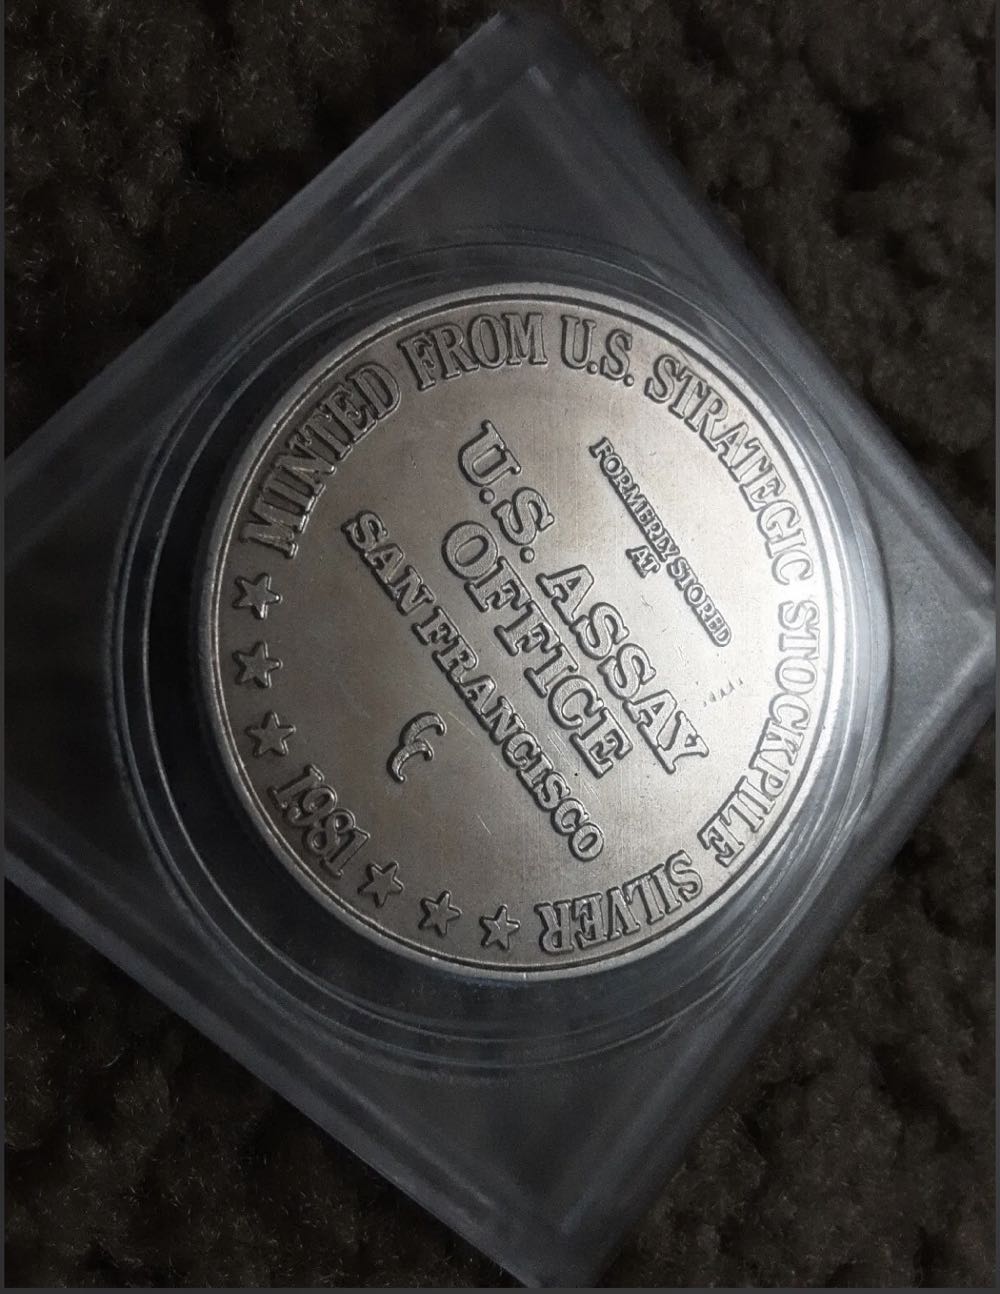 MINTED FROM U.S. STRATEGIC STOCKPILE SILVER
FORMERLY STORED
AT
U.S. ASSAY
OFFICE
SAN FRANCISCO
1981